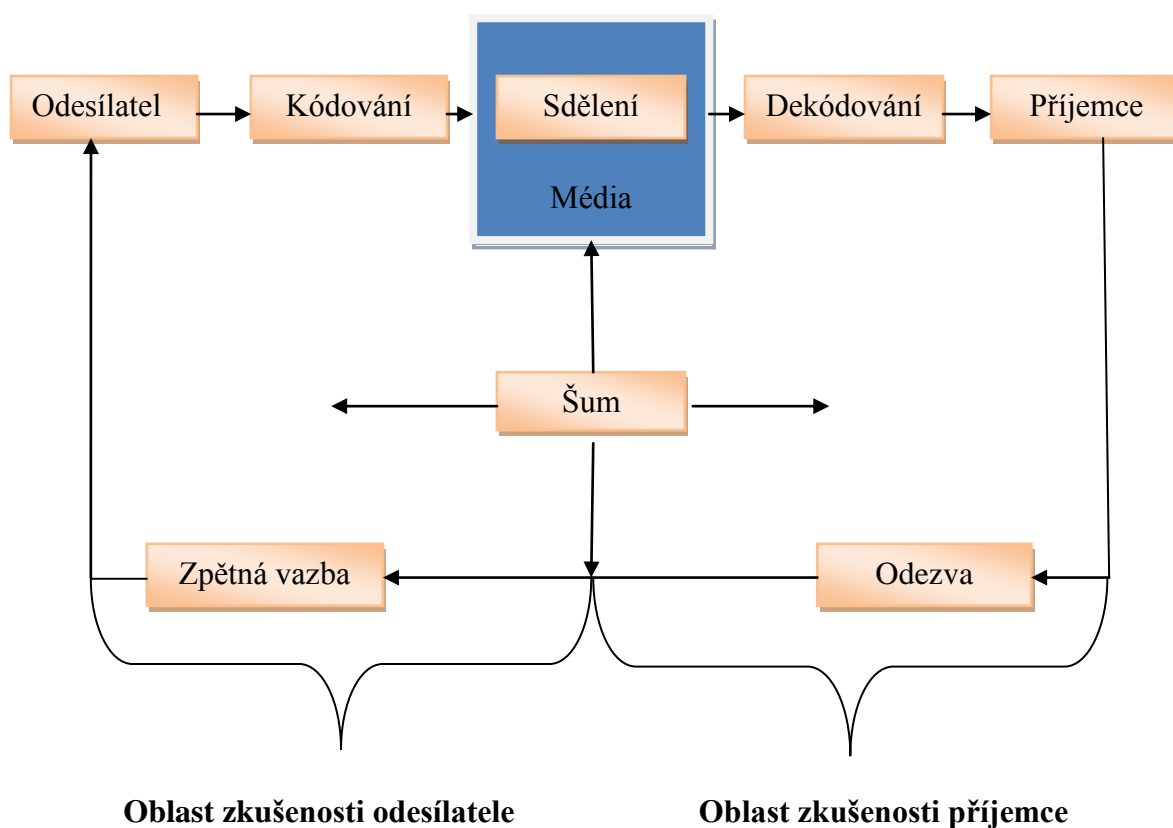 Odesílatel
Kódování
Sdělení
Média
Dekódování
Příjemce
Šum
Zpětná vazba
Odezva
Oblast zkušenosti odesílatele
Oblast zkušenosti příjemce